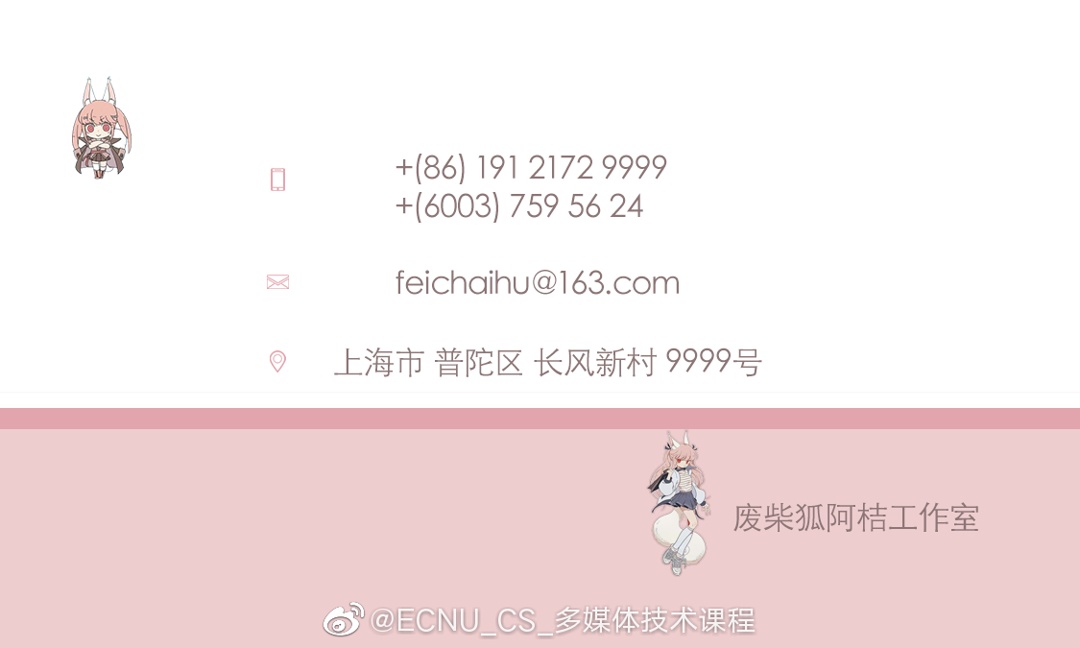 +(86) 191 2172 9999
+(6003) 759 56 24
feichaihu@163.com
上海市 普陀区 长风新村 9999号
废柴狐阿桔工作室
@ECNU_CS_多媒体技术课程